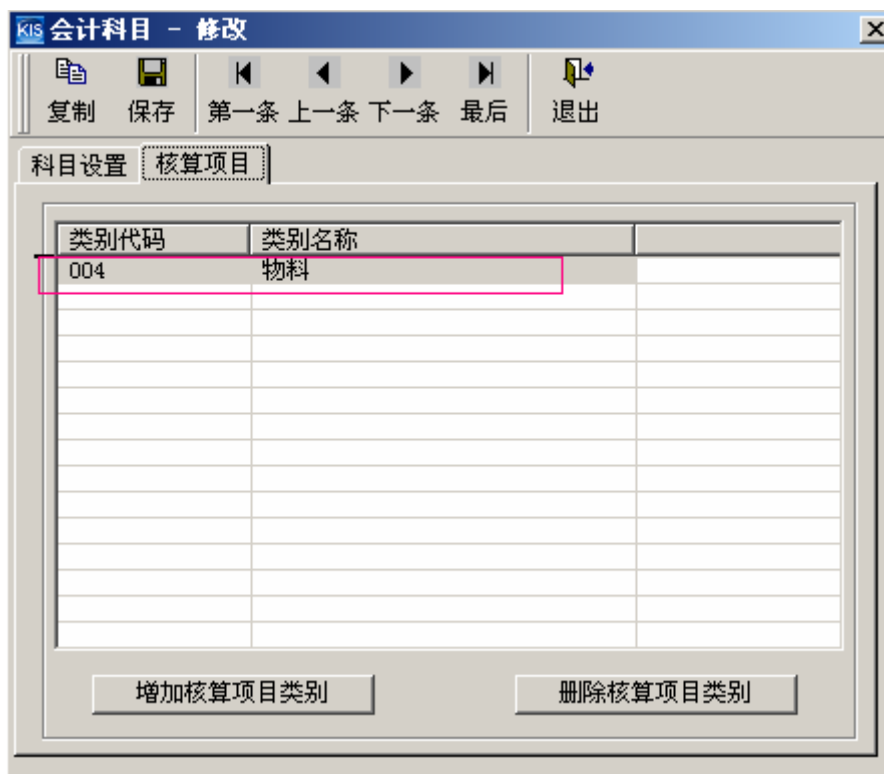 KIS 会计科目 - 修改
复制 保存 第一条 上一条 下一条 最后 退出
科目设置 核算项目
类别代码 类别名称
004 物料
增加核算项目类别 删除核算项目类别